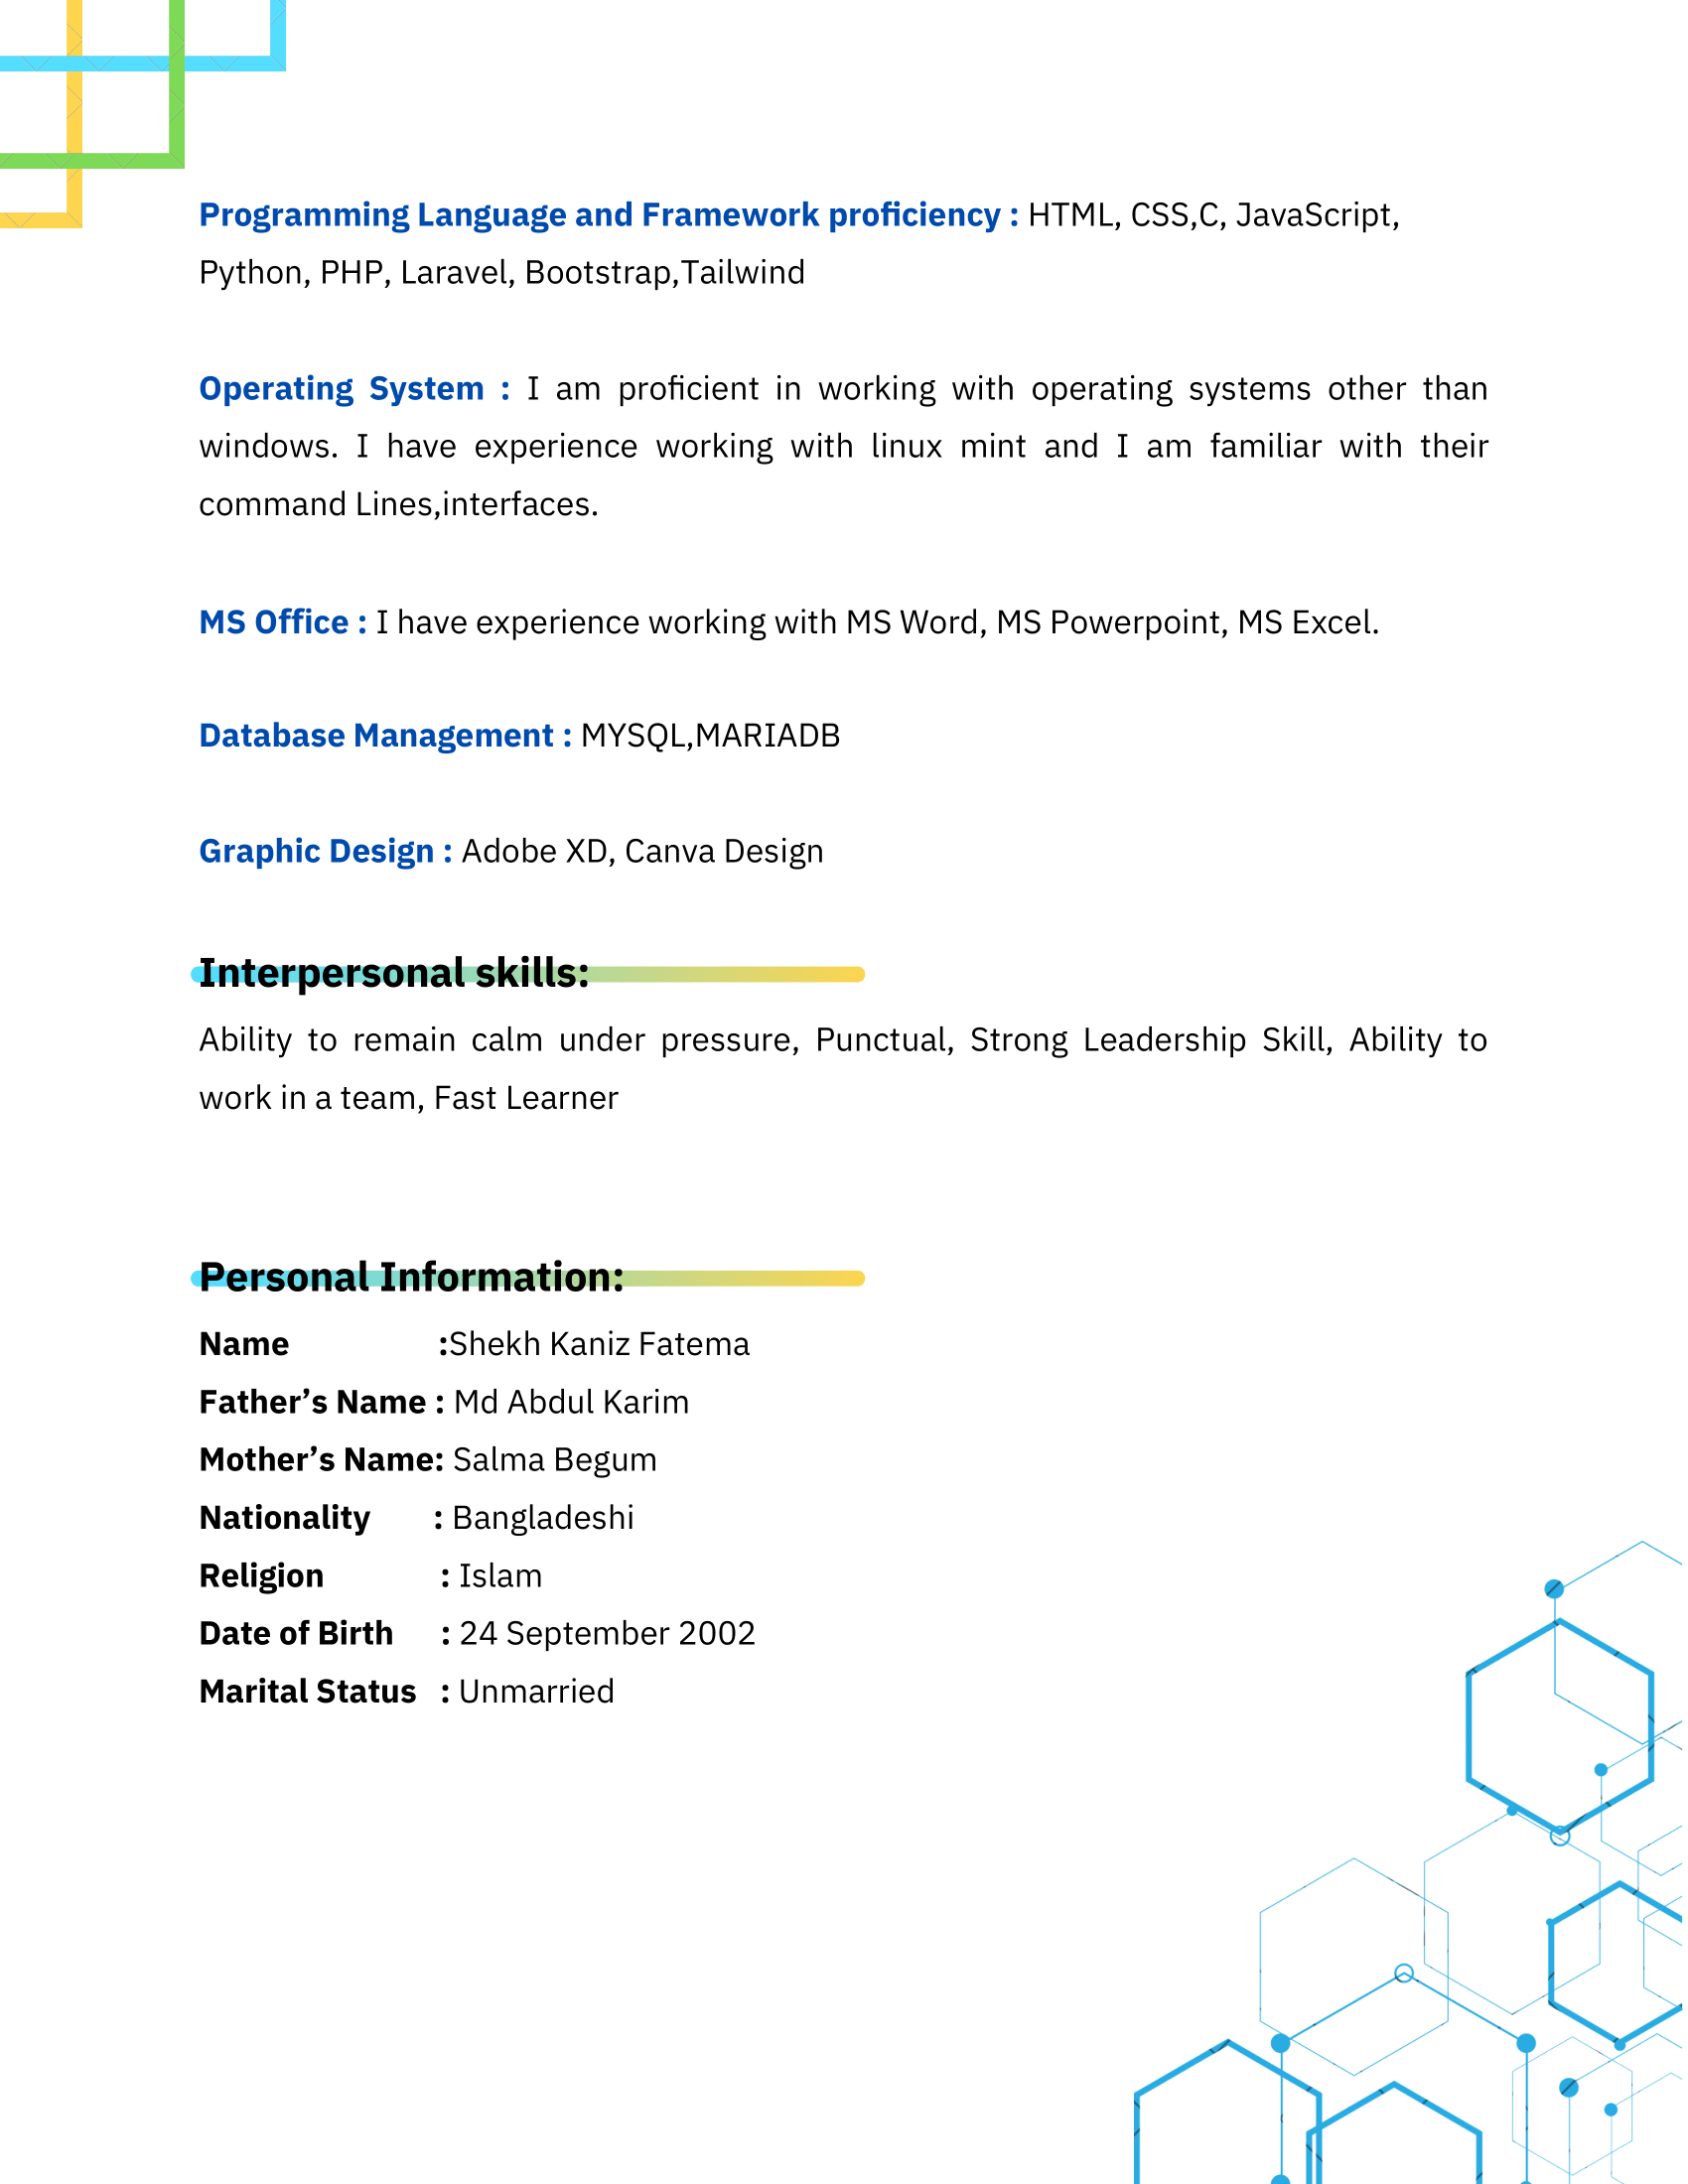 Programming Language and Framework proficiency : HTML, CSS,C, JavaScript,
Python, PHP, Laravel, Bootstrap,Tailwind
Operating System : I am proficient in working with operating systems other than
windows. I have experience working with linux mint and I am familiar with their
command Lines,interfaces.
MS Office : I have experience working with MS Word, MS Powerpoint, MS Excel.
Database Management : MYSQL,MARIADB
Graphic Design : Adobe XD, Canva Design
Interpersonal skills:
Ability to remain calm under pressure, Punctual, Strong Leadership Skill, Ability to
work in a team, Fast Learner
Personal Information:
Name :Shekh Kaniz Fatema
Father’s Name : Md Abdul Karim
Mother’s Name: Salma Begum
Nationality : Bangladeshi
Religion : Islam
Date of Birth : 24 September 2002
Marital Status : Unmarried